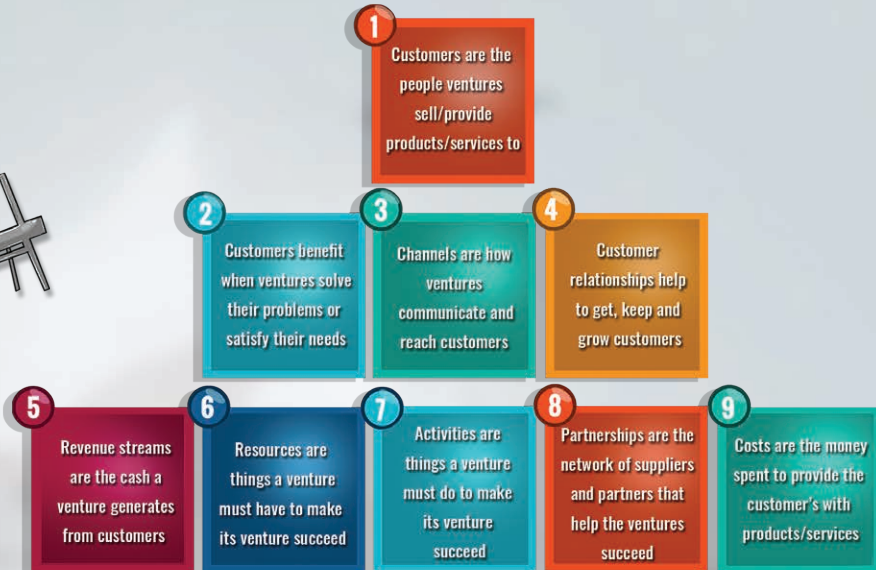 1
Customers are the
people ventures
sell/provide
products/services to
2
Customers benefit
when ventures solve
their problems or
satisfy their needs
3
Channels are how
ventures
communicate and
reach customers
4
Customer
relationships help
to get, keep and
grow customers
5
Revenue streams
are the cash a
venture generates
from customers
6
Resources are
things a venture
must have to make
its venture succeed
7
Activities are
things a venture
must do to make
its venture
succeed
8
Partnerships are the
network of suppliers
and partners that
help the ventures
succeed
9
Costs are the money
spent to provide the
customer's with
products/services